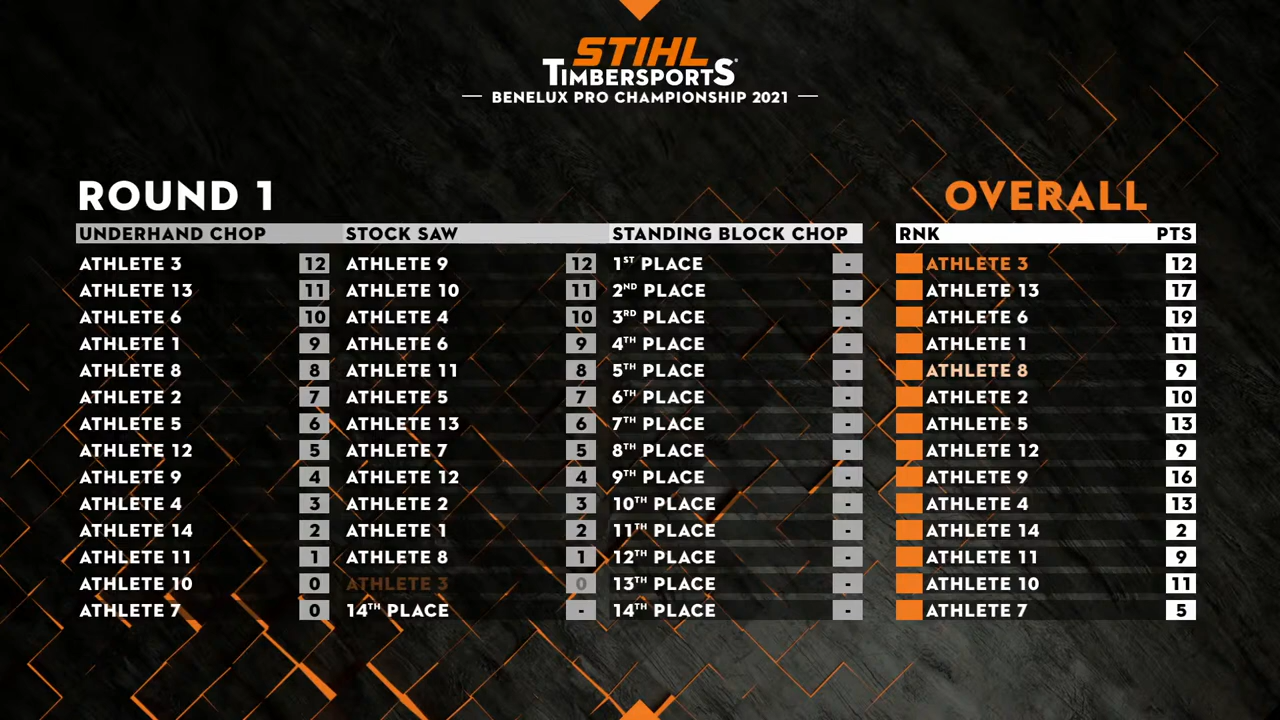 STIHL
TIMBERSPORTS
BENELUX PRO CHAMPIONSHIP 2021
ROUND 1 OVERALL
UNDERHAND CHOP STOCK SAW STANDING BLOCK CHOP RNK PTS
ATHLETE 3 12 ATHLETE 9 12 1ST PLACE - ATHLETE 3 12
ATHLETE 13 11 ATHLETE 10 11 2ND PLACE - ATHLETE 13 17
ATHLETE 6 10 ATHLETE 4 10 3RD PLACE - ATHLETE 6 19
ATHLETE 1 9 ATHLETE 6 9 4TH PLACE - ATHLETE 1 11
ATHLETE 8 8 ATHLETE 11 8 5TH PLACE - ATHLETE 8 9
ATHLETE 2 7 ATHLETE 5 7 6TH PLACE - ATHLETE 2 10
ATHLETE 5 6 ATHLETE 13 6 7TH PLACE - ATHLETE 5 13
ATHLETE 12 5 ATHLETE 7 5 8TH PLACE - ATHLETE 12 9
ATHLETE 9 4 ATHLETE 12 4 9TH PLACE - ATHLETE 9 16
ATHLETE 4 3 ATHLETE 2 3 10TH PLACE - ATHLETE 4 13
ATHLETE 14 2 ATHLETE 1 2 11TH PLACE - ATHLETE 14 2
ATHLETE 11 1 ATHLETE 8 1 12TH PLACE - ATHLETE 11 9
ATHLETE 10 0 ATHLETE 3 0 13TH PLACE - ATHLETE 10 11
ATHLETE 7 0 14TH PLACE - 14TH PLACE - ATHLETE 7 5